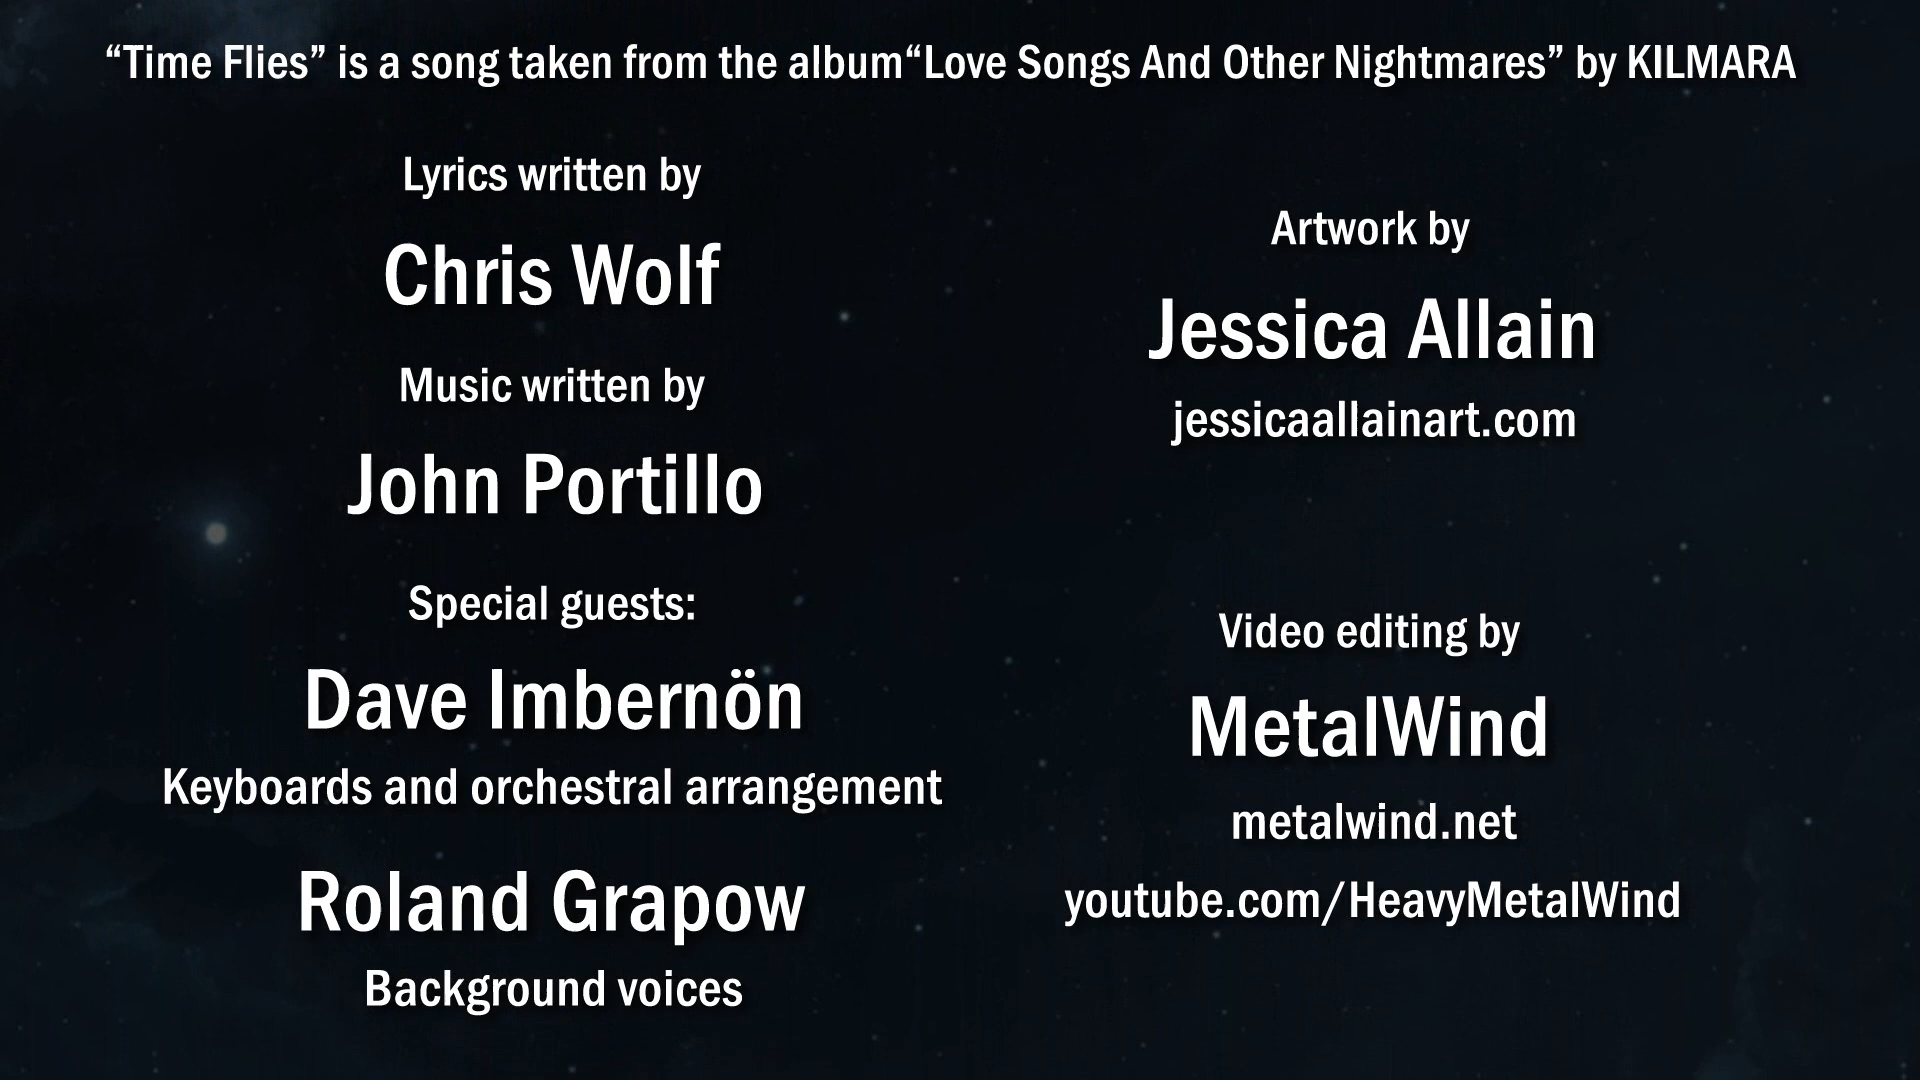 “Time Flies” is a song taken from the album“Love Songs And Other Nightmares” by KILMARA
Lyrics written by
Chris Wolf
Music written by
John Portillo
Special guests:
Dave Imbernön
Keyboards and orchestral arrangement
Roland Grapow
Background voices
Artwork by
Jessica Allain
jessicaallainart.com
Video editing by
MetalWind
metalwind.net
youtube.com/HeavyMetalWind